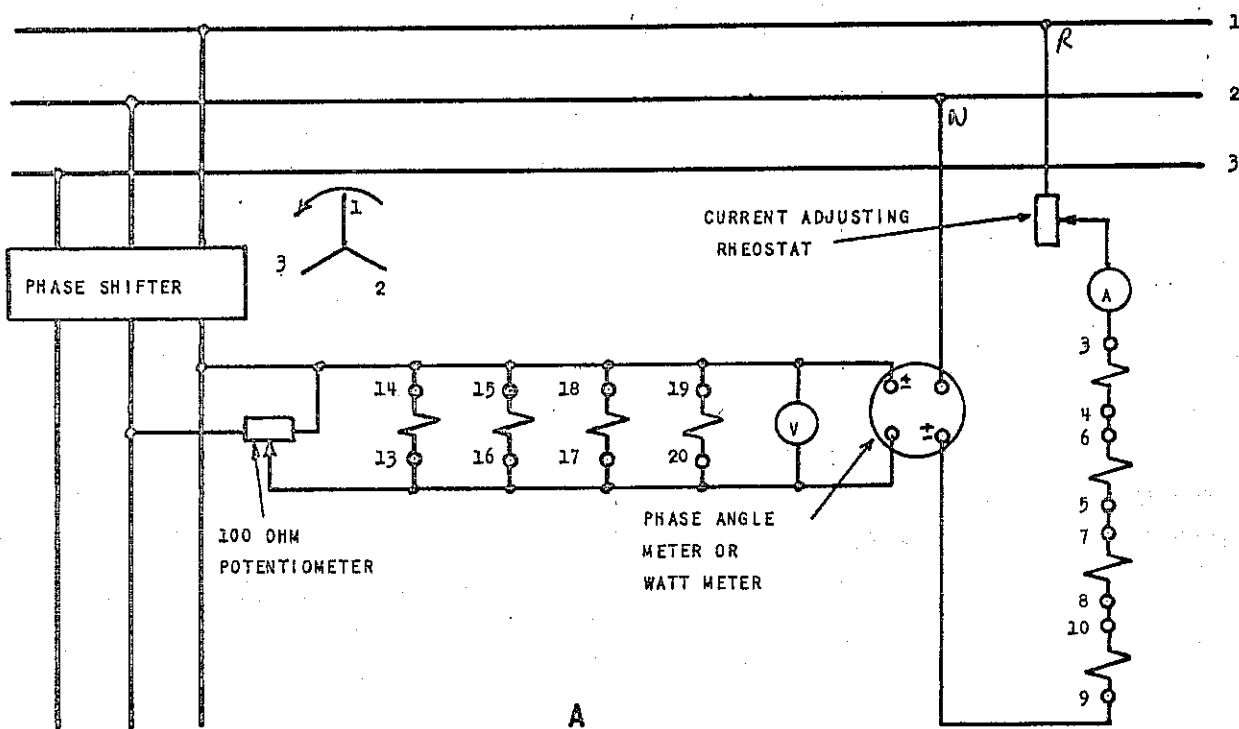 1
R
2
N
3
1
3
2
CURRENT ADJUSTING
RHEOSTAT
PHASE SHIFTER
A
3
14
15
18
19
±
4
V
6
±
13
16
17
20
5
7
100 OHM
POTENTIOMETER
PHASE ANGLE
METER OR
WATT METER
8
10
9
A